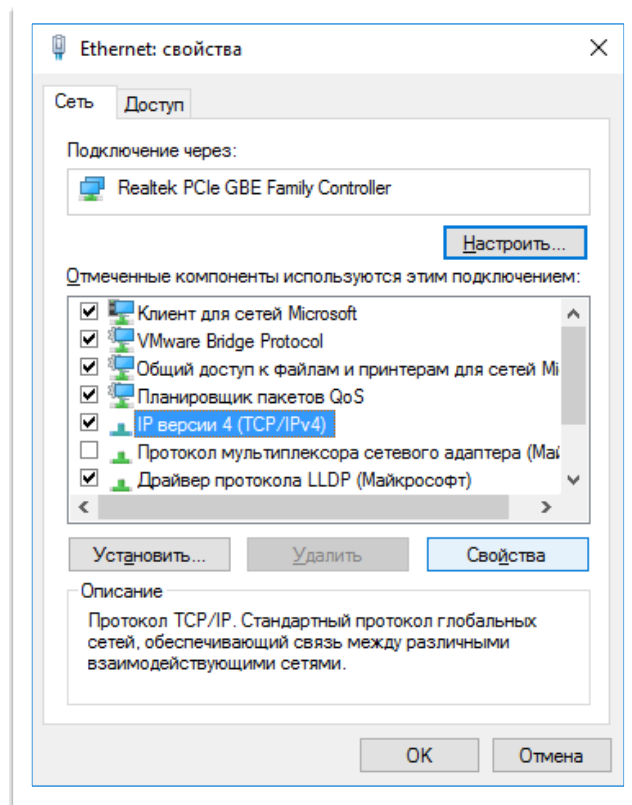 Ethernet: свойства
Сеть
Доступ
Подключение через:
Realtek PCIe GBE Family Controller
Настроить...
Отмеченные компоненты используются этим подключением:
Клиент для сетей Microsoft
VMware Bridge Protocol
Общий доступ к файлам и принтерам для сетей Mi
Планировщик пакетов QoS
IP версии 4 (TCP/IPv4)
Протокол мультиплексора сетевого адаптера (Май
Драйвер протокола LLDP (Майкрософт)
Установить...
Удалить
Свойства
Описание
Протокол TCP/IP. Стандартный протокол глобальных
сетей, обеспечивающий связь между различными
взаимодействующими сетями.
OK
Отмена